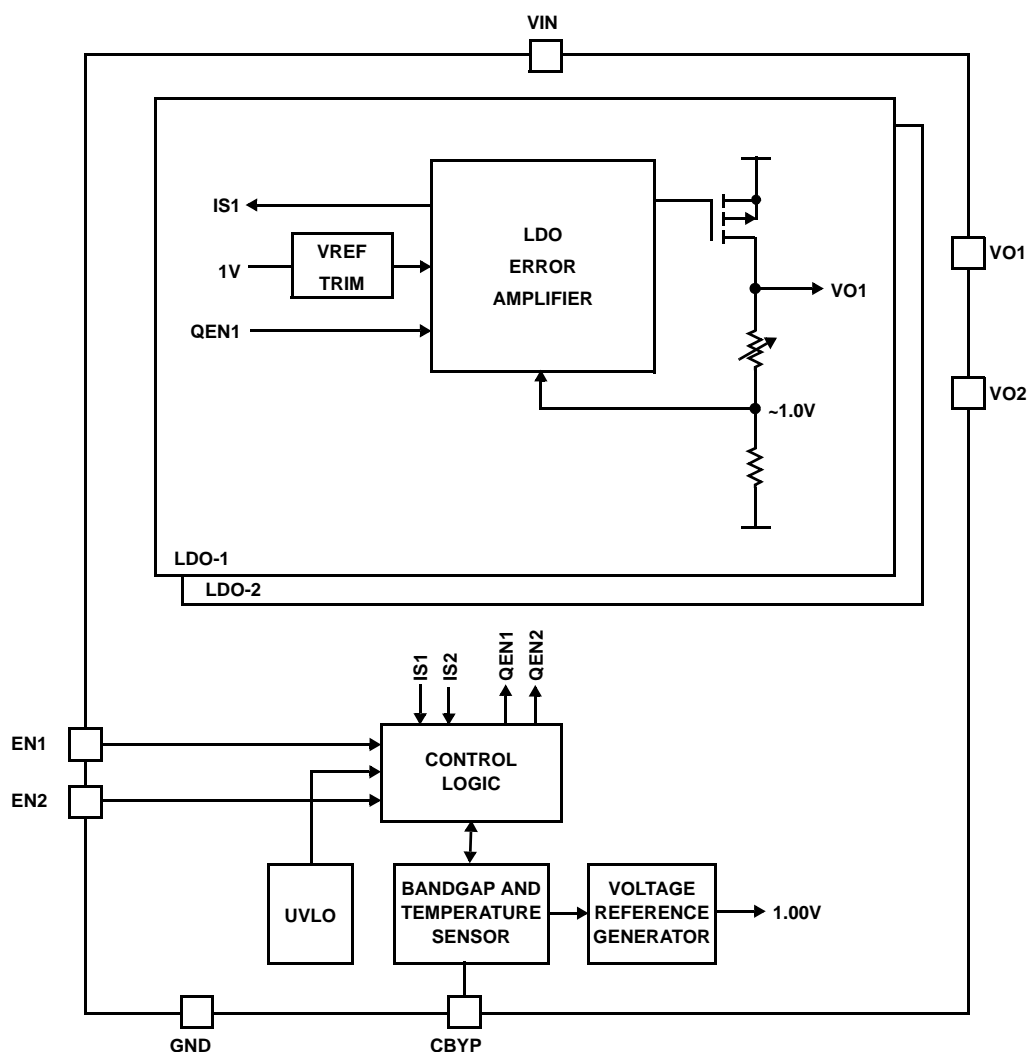 VIN
IS1
1V
VREF
TRIM
QEN1
LDO
ERROR
AMPLIFIER
VO1
~1.0V
VO1
VO2
LDO-1
LDO-2
IS1
IS2
QEN1
QEN2
EN1
EN2
CONTROL
LOGIC
UVLO
BANDGAP AND
TEMPERATURE
SENSOR
VOLTAGE
REFERENCE
GENERATOR
1.00V
GND
CBYP